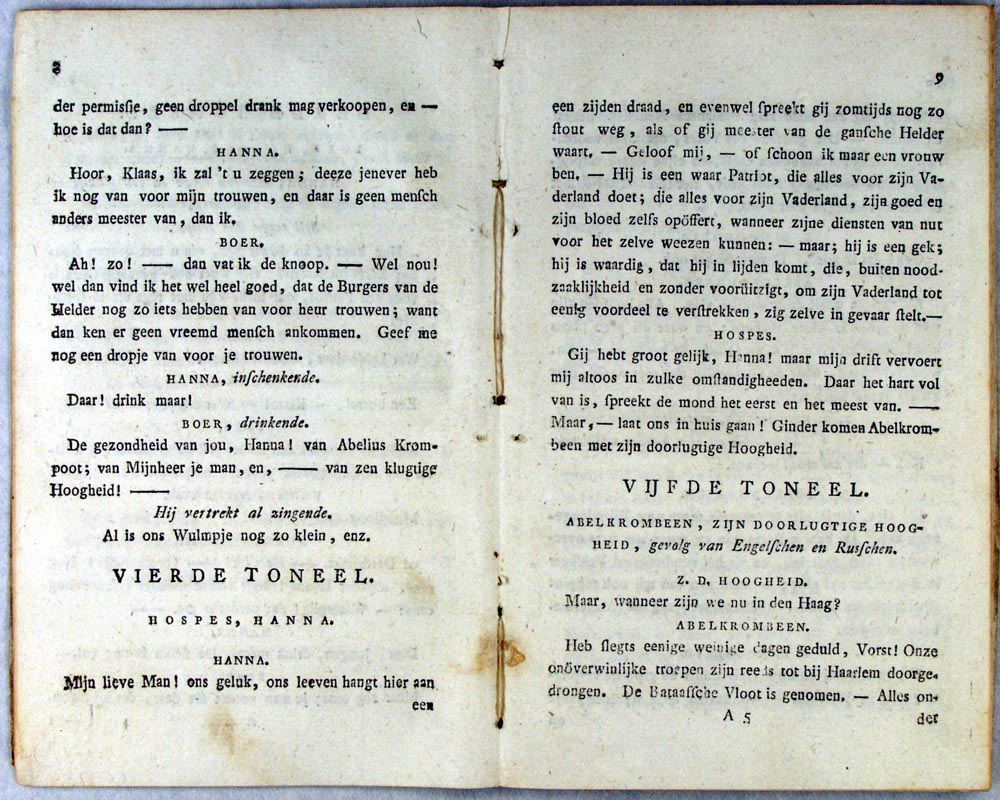 8
der permissie, geen droppel drank mag verkoopen, en —
hoe is dat dan? —
HANNA.
Hoor, Klaas, ik zal 't u zeggen; deeze jenever heb
ik nog van voor mijn trouwen, en daar is geen mensch
anders meester van, dan ik.
BOER.
Ah! zo! — dan vat ik de knoop. — Wel nou!
wel dan vind ik het wel heel goed, dat de Burgers van de
Helder nog zo iets hebben van voor heur trouwen; want
dan ken er geen vreemd mensch ankomen. Geef me
nog een dropje van voor je trouwen.
HANNA, inschenkende.
Daar! drink maar!
BOER, drinkende.
De gezondheid van jou, Hanna! van Abelius Krom-
poot; van Mijnheer je man, en, — van zen klugtige
Hoogheid! —
Hij vertrekt al zingende.
Al is ons Wulmpje nog zo klein, enz.
VIERDE TONEEL.
HOSPES, HANNA.
HANNA.
Mijn lieve Man! ons geluk, ons leeven hangt hier aan
een
9
een zijden draad, en evenwel spreekt gij zomtijds nog zo
stout weg, als of gij meester van de gansche Helder
waart. — Geloof mij, — of schoon ik maar een vrouw
ben. — Hij is een waar Patriot, die alles voor zijn Va-
derland doet; die alles voor zijn Vaderland, zijn goed en
zijn bloed zelfs opöffert, wanneer zijne diensten van nut
voor het zelve weezen kunnen: — maar; hij is een gek;
hij is waardig, dat hij in lijden komt, die, buiten nood-
zaaklijkheid en zonder voorüitzigt, om zijn Vaderland tot
eenig voordeel te verstrekken, zig zelve in gevaar stelt.—
HOSPES.
Gij hebt groot gelijk, Hanna! maar mijn drift vervoert
mij altoos in zulke omstandigheeden. Daar het hart vol
van is, spreekt de mond het eerst en het meest van. —
Maar, — laat ons in huis gaan! Ginder komen Abelkrom-
been met zijn doorlugtige Hoogheid.
VIJFDE TONEEL.
ABELKROMBEEN, ZIJN DOORLUGTIGE HOOG-
HEID, gevolg van Engelschen en Russchen.
Z. D. HOOGHEID.
Maar, wanneer zijn we nu in den Haag?
ABELKROMBEEN.
Heb slegts eenige weinige dagen geduld, Vorst! Onze
onöverwinlijke troepen zijn reeds tot bij Haarlem doorge-
drongen. De Bataafsche Vloot is genomen. — Alles on-
A 5
der